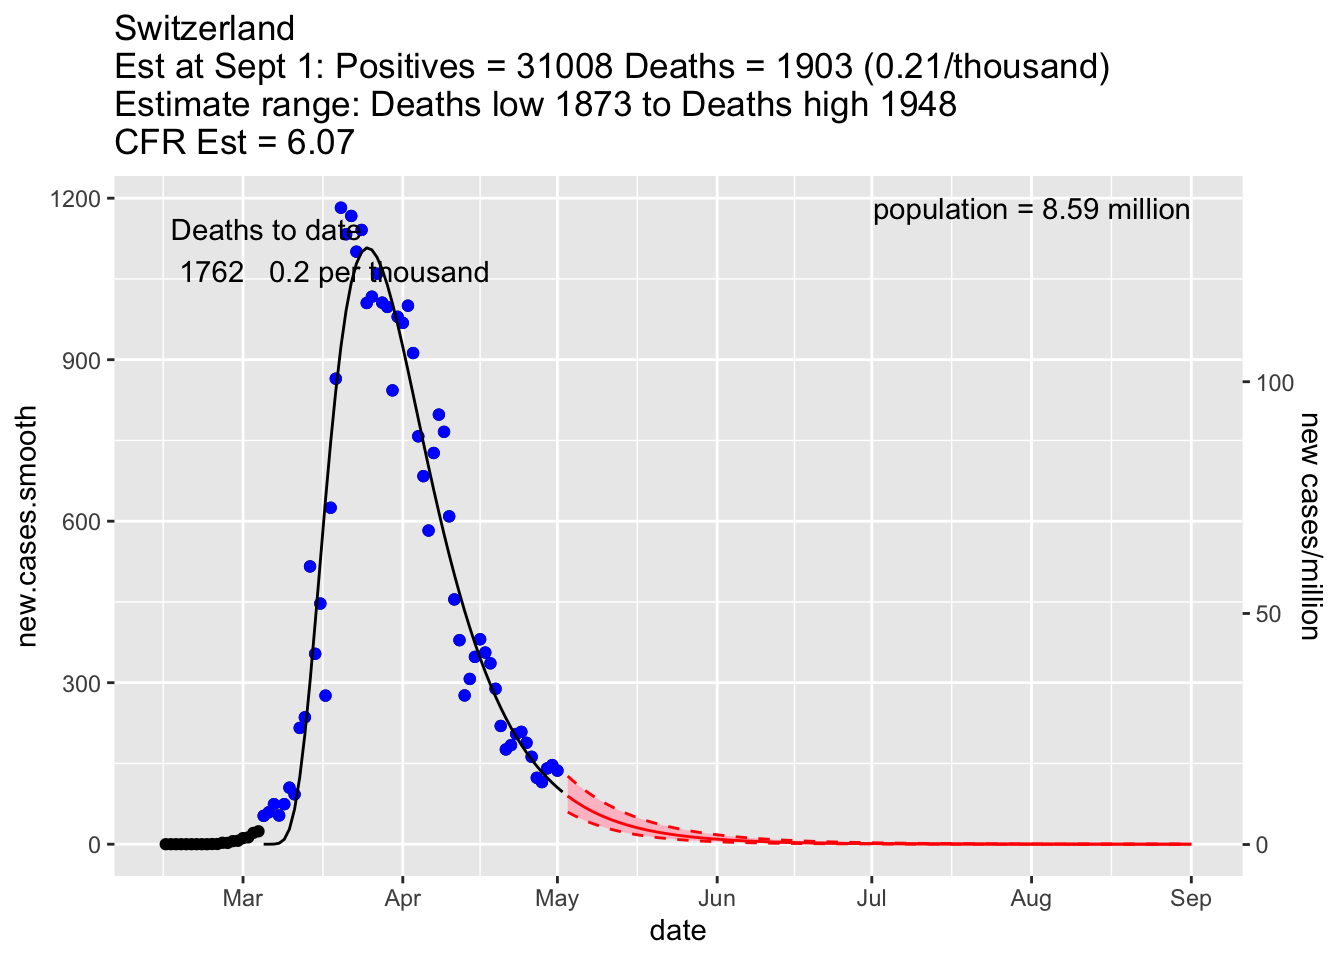 Switzerland
Est at Sept 1: Positives = 31008 Deaths = 1903 (0.21/thousand)
Estimate range: Deaths low 1873 to Deaths high 1948
CFR Est = 6.07
Deaths to date
1762 0.2 per thousand
population = 8.59 million
new.cases.smooth
1200
900
600
300
0
100
50
0
new cases/million
Mar Apr May Jun Jul Aug Sep
date